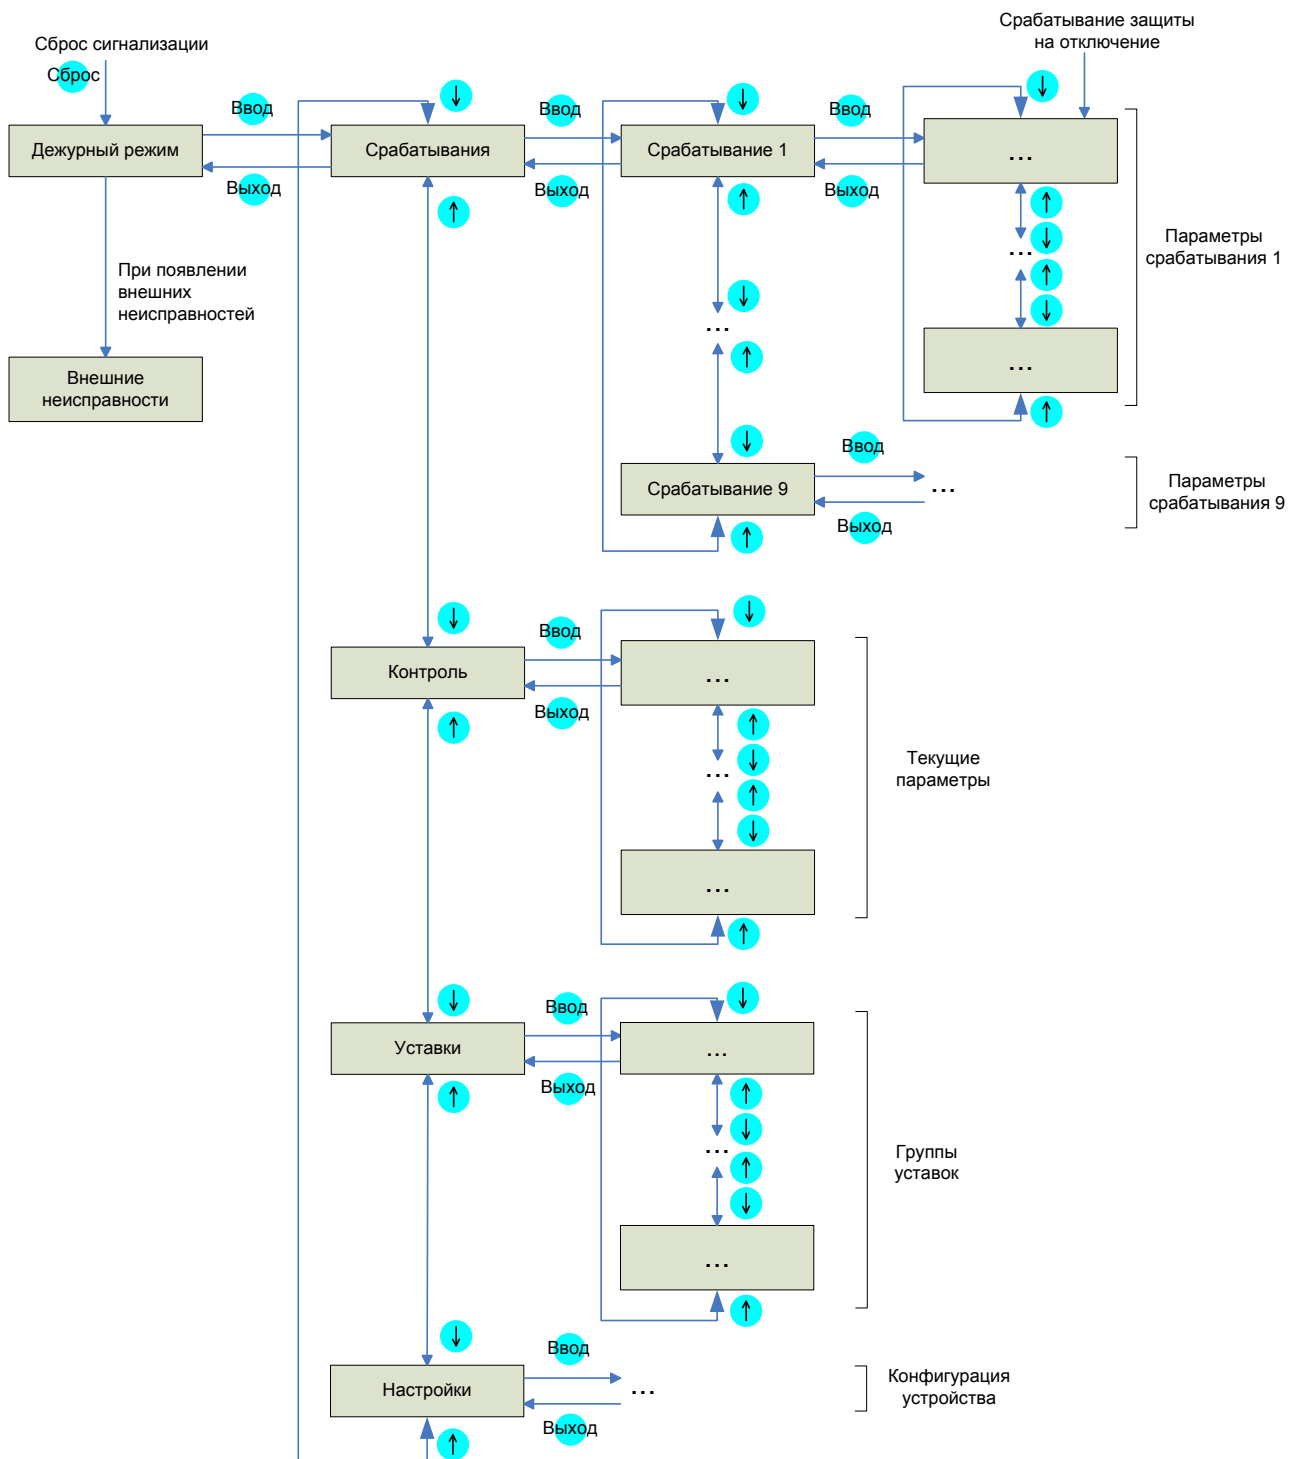 Сброс сигнализации
Срабатывание защиты
на отключение
Сброс
↓
↓
↓
Ввод
Ввод
Ввод
Дежурный режим
Срабатывания
Срабатывание 1
...
Выход
Выход
Выход
↑
↑
↑
↓
...
↑
↓
Параметры
срабатывания 1
При появлении
внешних
неисправностей
↓
...
↑
...
Внешние
неисправности
↑
↓
Ввод
Срабатывание 9
...
Выход
↑
Параметры
срабатывания 9
↓
↓
Ввод
Контроль
...
Выход
↑
↑
↓
...
↑
↓
Текущие
параметры
...
↑
↓
↓
Ввод
Уставки
...
Выход
↑
↑
↓
...
↑
↓
Группы
уставок
...
↑
↓
Ввод
Настройки
...
Выход
Конфигурация
устройства
↑